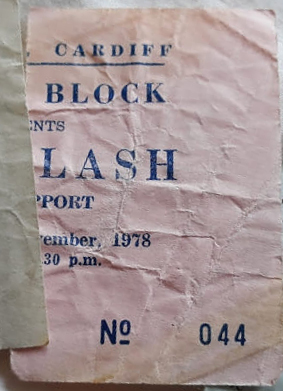 . CARDIFF
BLOCK
ENTS
LASH
PPORT
vember, 1978
30 p.m.
Nº 044